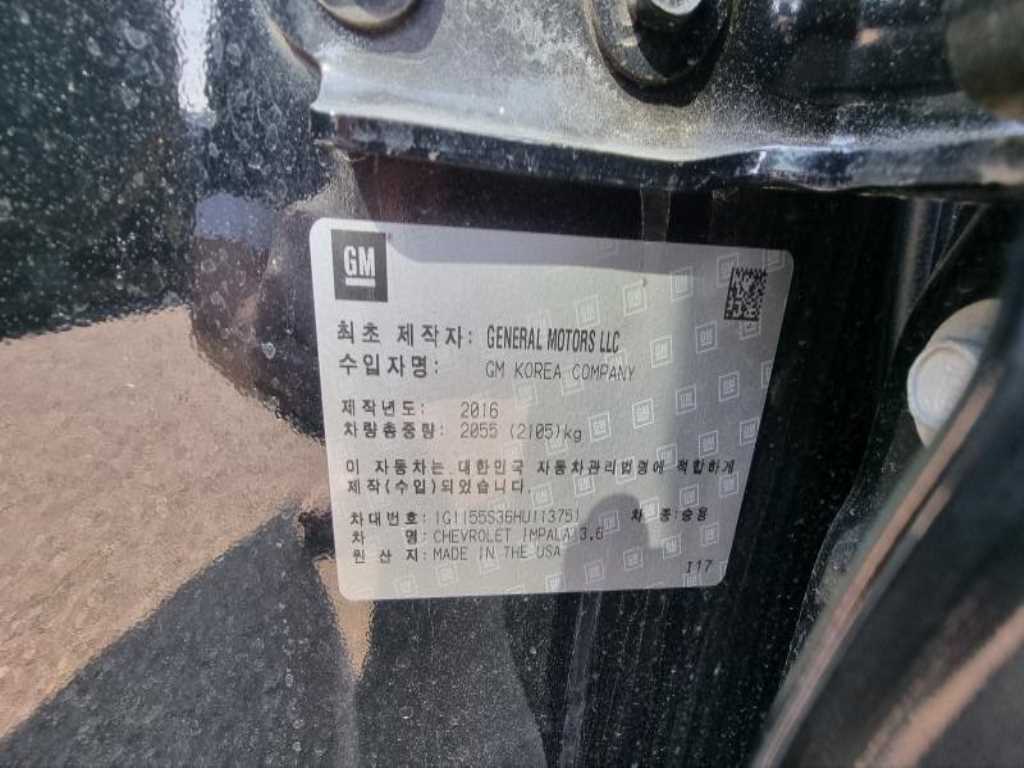 GM
최초 제작자: GENERAL MOTORS LLC
수입자명: GM KOREA COMPANY
제작년도: 2016
차량총중량: 2055 (2105)kg
이 자동차는 대한민국 자동차관리법령에 적합하게
제작(수입)되었습니다.
차대번호: 1G1155S36HU113751 차 종:승용
차 명:CHEVROLET IMPALA 3.6
원 산 지:MADE IN THE USA
I17